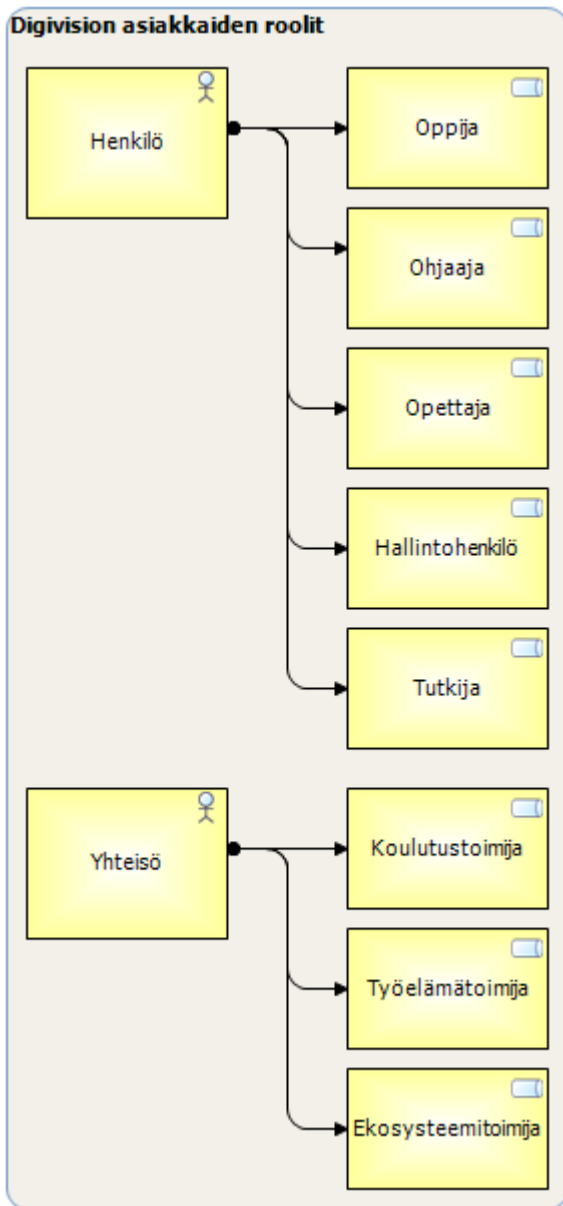 Digivision asiakkaiden roolit
Henkilö
Oppija
Ohjaaja
Opettaja
Hallintohenkilö
Tutkija
Yhteisö
Koulutustoimija
Työelämätoimija
Ekosysteemitoimija